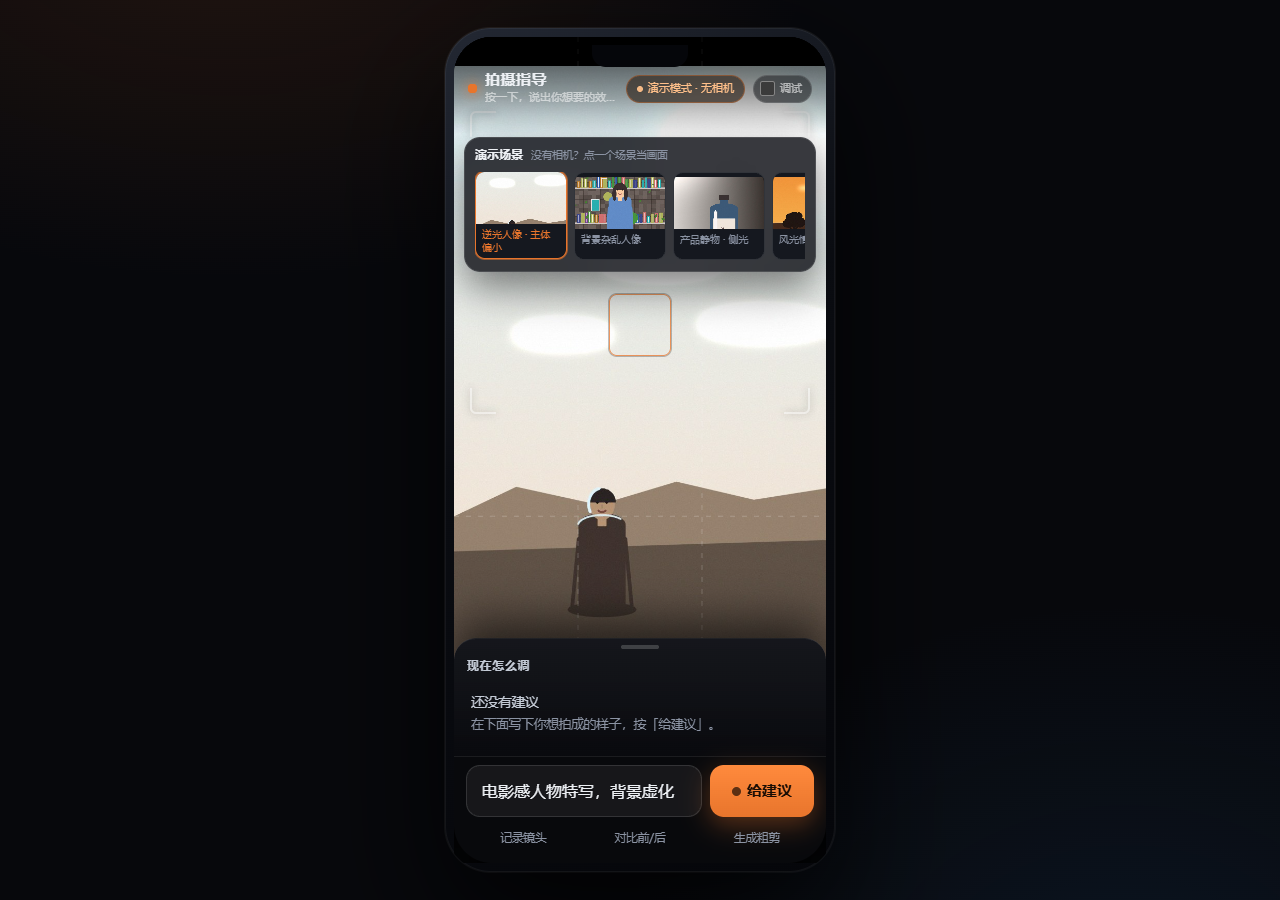 拍摄指导
按一下，说出你想要的效...
演示模式 · 无相机
调试
演示场景 没有相机？点一个场景当画面
逆光人像 · 主体
偏小
背景杂乱人像
产品静物 · 侧光
风光
现在怎么调
还没有建议
在下面写下你想拍成的样子，按「给建议」。
电影感人物特写，背景虚化
给建议
记录镜头
对比前/后
生成粗剪